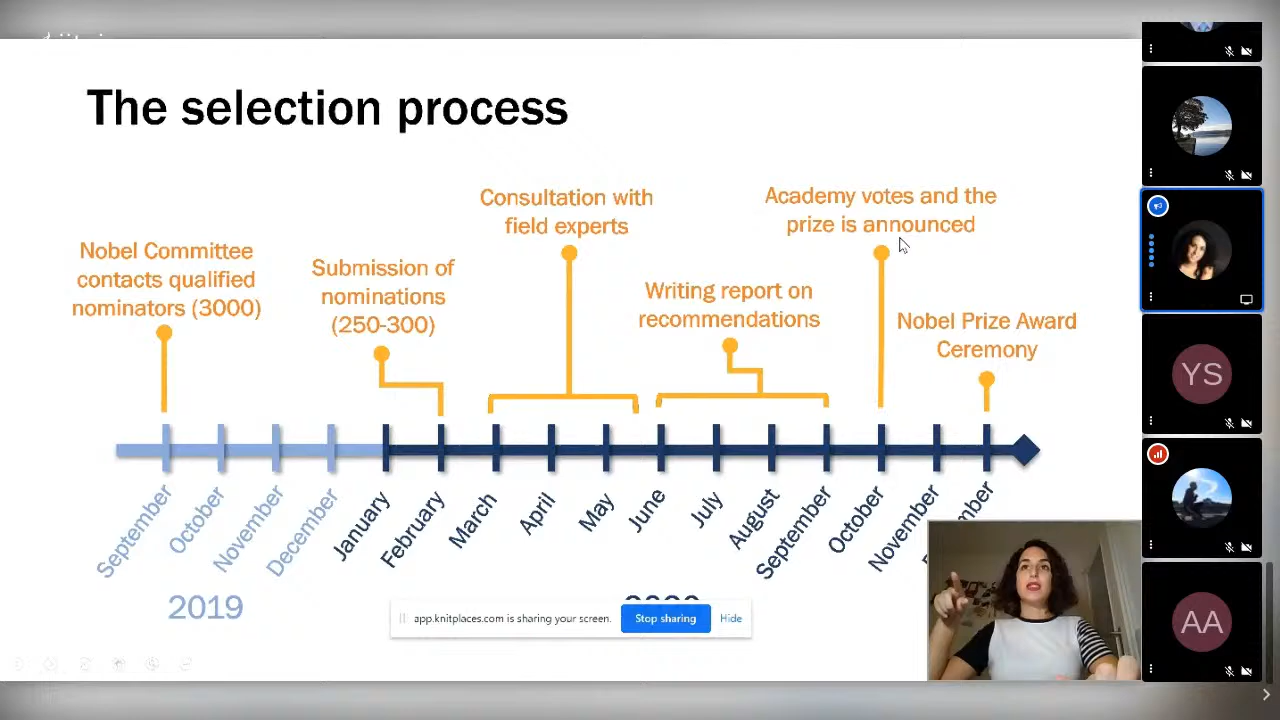 The selection process
Consultation with
field experts
Academy votes and the
prize is announced
Nobel Committee
contacts qualified
nominators (3000)
Submission of
nominations
(250-300)
Writing report on
recommendations
Nobel Prize Award
Ceremony
September
October
November
December
January
February
March
April
May
June
July
August
September
October
November
2019
app.knitplaces.com is sharing your screen.
Stop sharing
Hide
YS
AA